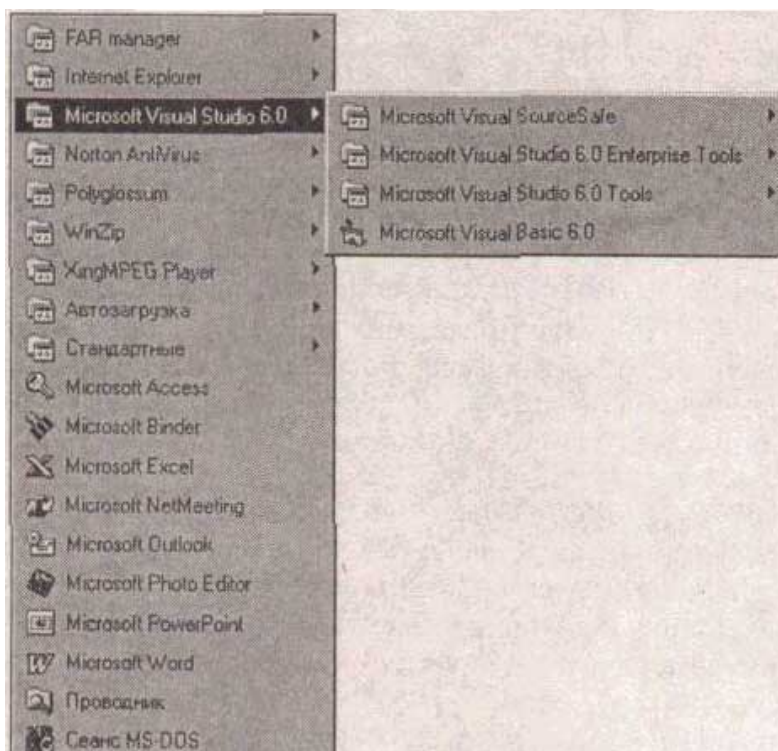 FAR manager
Internet Explorer
Microsoft Visual Studio 6.0
Norton AntiVirus
Polyglossum
WinZip
XingMPEG Player
Автозагрузка
Стандартные
Microsoft Access
Microsoft Binder
Microsoft Excel
Microsoft NetMeeting
Microsoft Outlook
Microsoft Photo Editor
Microsoft PowerPoint
Microsoft Word
Проводник
Сеанс MS-DOS
Microsoft Visual SourceSafe
Microsoft Visual Studio 6.0 Enterprise Tools
Microsoft Visual Studio 6.0 Tools
Microsoft Visual Basic 6.0